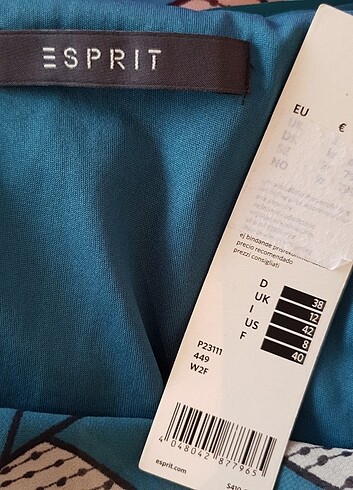 ESPRIT
EU €
ej bindande prisrekommendation
precio recomendado
prezzi consigliati
D 38
UK 12
I 42
US 8
F 40
P23111
449
W2F
4 048042 877965
esprit.com
S410